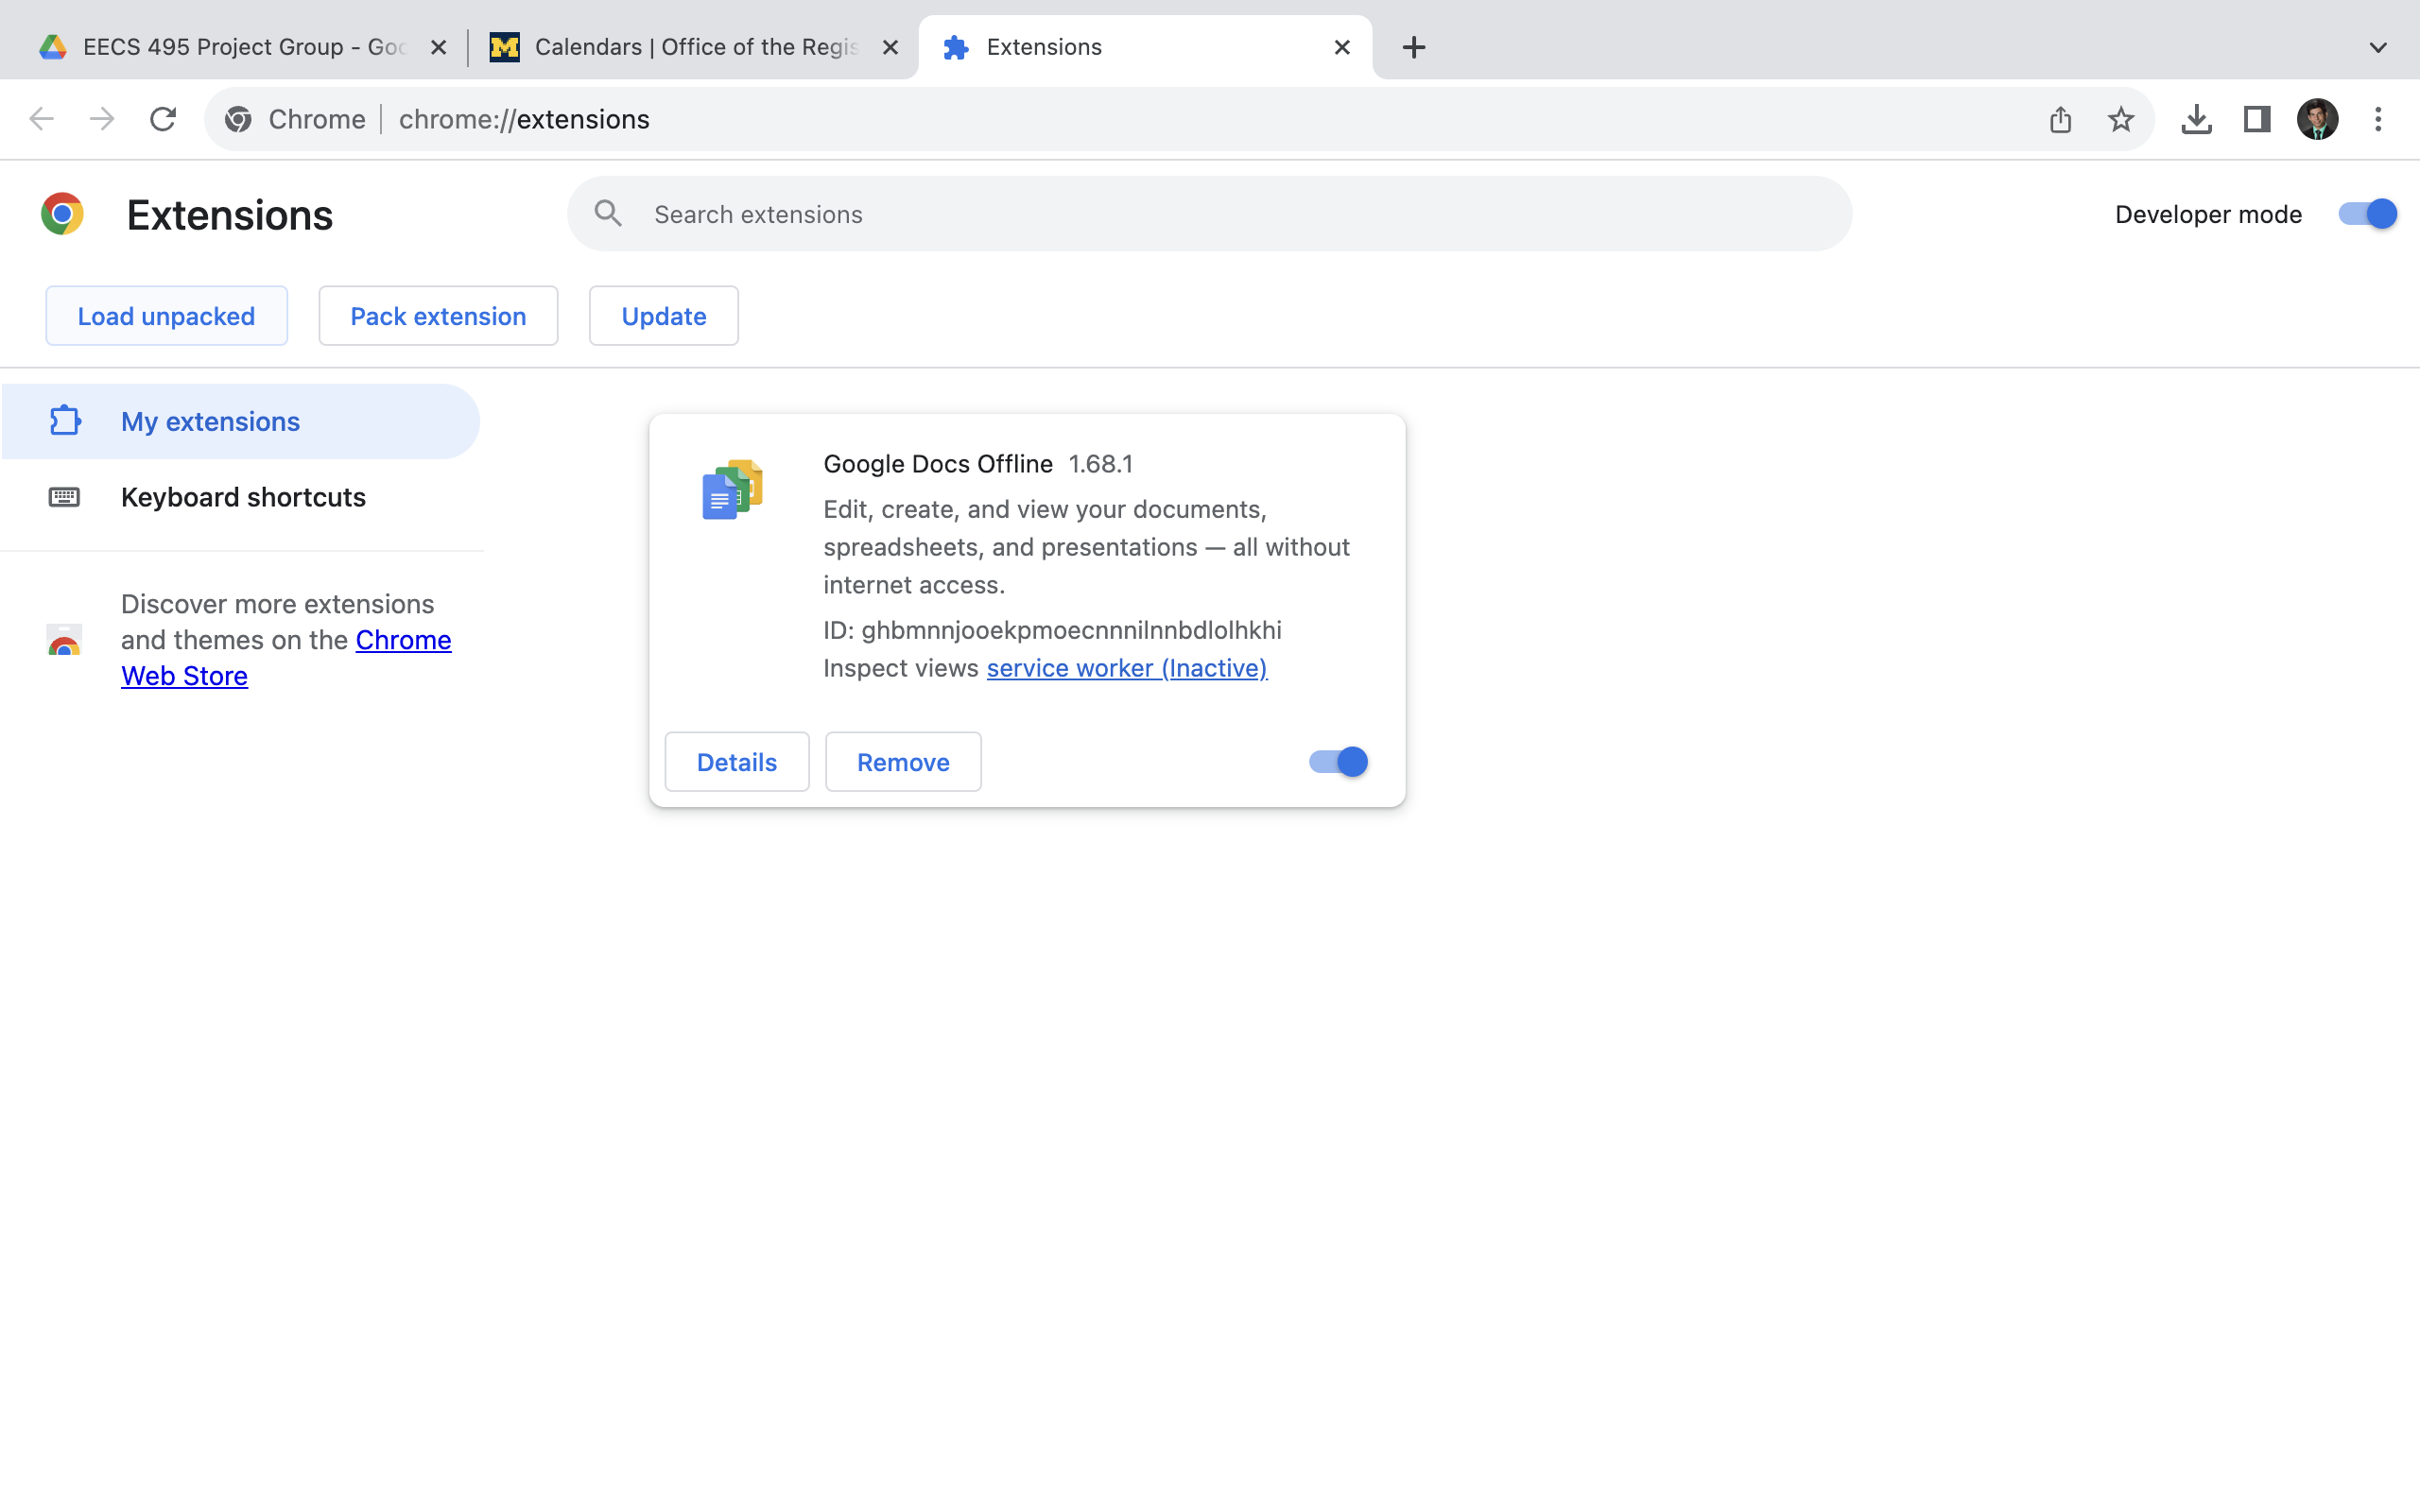 EECS 495 Project Group - Goo
Calendars | Office of the Regis
Extensions
Chrome
chrome://extensions
Extensions
Search extensions
Developer mode
Load unpacked
Pack extension
Update
My extensions
Keyboard shortcuts
Discover more extensions
and themes on the Chrome
Web Store
Google Docs Offline 1.68.1
Edit, create, and view your documents,
spreadsheets, and presentations — all without
internet access.
ID: ghbmnnjooekpmoecnnnilnnbdlolhkhi
Inspect views service worker (Inactive)
Details
Remove